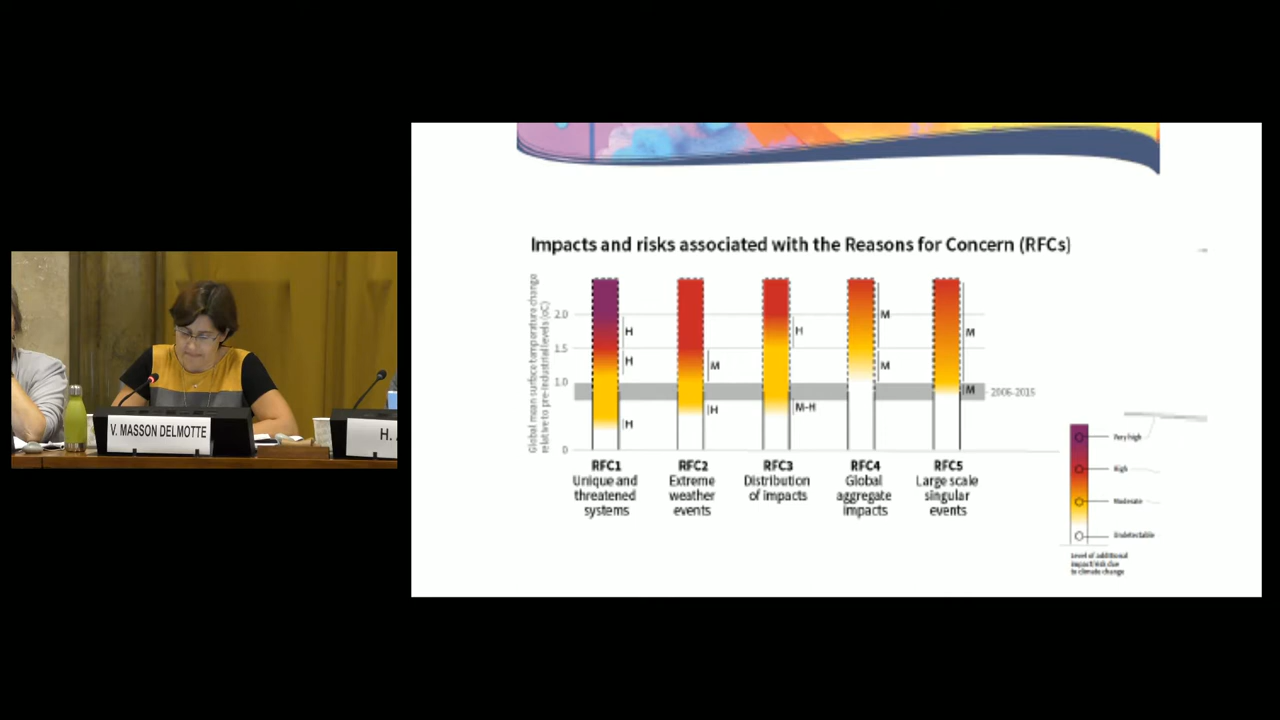 V. MASSON DELMOTTE
H.
Impacts and risks associated with the Reasons for Concern (RFCs)
Global mean surface temperature change
relative to pre-industrial levels (oC)
2.0
1.5
1.0
0
H
H
H
M
H
H
M-H
M
M
M
M
2006-2015
RFC1
Unique and
threatened
systems
RFC2
Extreme
weather
events
RFC3
Distribution
of impacts
RFC4
Global
aggregate
impacts
RFC5
Large scale
singular
events
Very high
High
Moderate
Undetectable
Level of additional
impact/risk due
to climate change